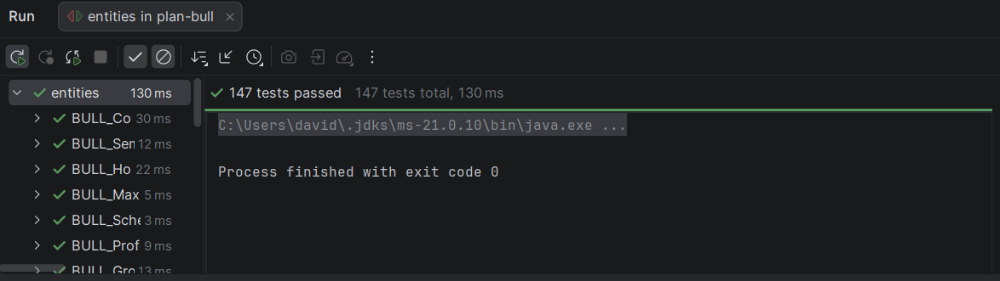 Run entities in plan-bull
entities 130 ms
147 tests passed 147 tests total, 130 ms
BULL_Co 30 ms
C:\Users\david\.jdks\ms-21.0.10\bin\java.exe ...
BULL_Sen 12 ms
BULL_Ho 22 ms
Process finished with exit code 0
BULL_Max 5 ms
BULL_Sche 3 ms
BULL_Prof 9 ms
BULL_Gro 13 ms